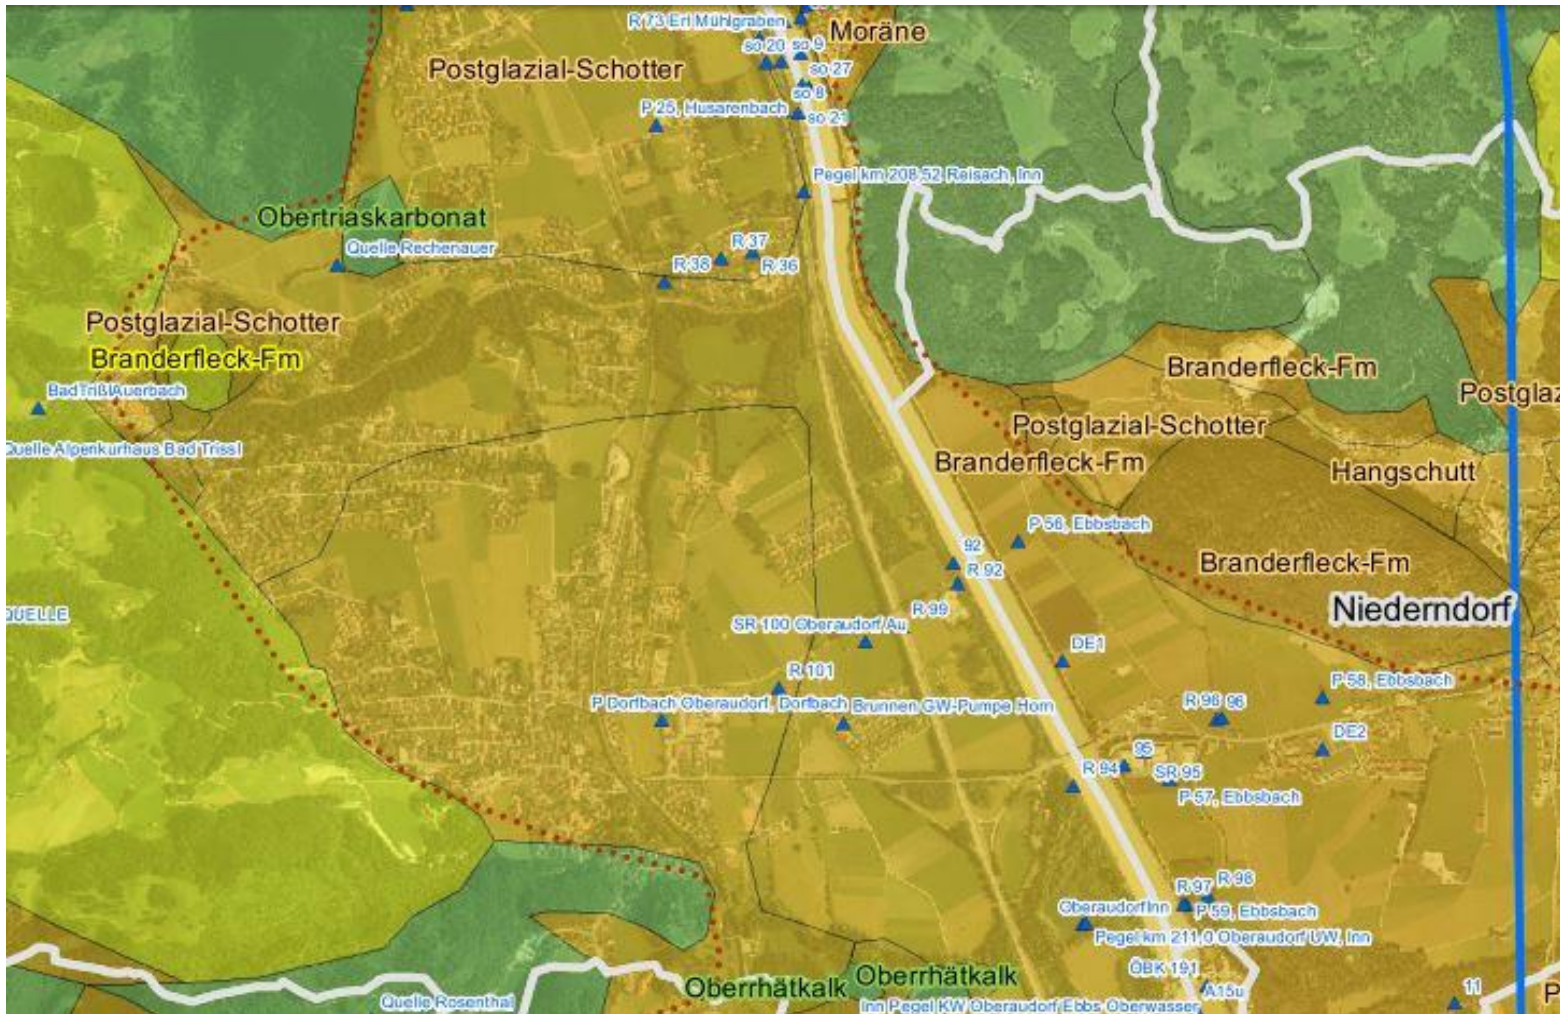 R 73 Erl Mühlgraben
Moräne
so 20
so 9
Postglazial-Schotter
so 27
so 8
P 25, Husarenbach
so 21
Pegel km 208,52 Reisach, Inn
Obertriaskarbonat
Quelle Rechenauer
R 37
R 38
R 36
Postglazial-Schotter
Branderfleck-Fm
Branderfleck-Fm
Bad Trißl Auerbach
Postglaz
Postglazial-Schotter
Quelle Alpenkurhaus Bad Trissl
Branderfleck-Fm
Hangschutt
P 56, Ebbsbach
92
Branderfleck-Fm
R 92
QUELLE
R 99
Niederndorf
SR 100 Oberaudorf Au
DE1
R 101
P 58, Ebbsbach
P Dorfbach Oberaudorf, Dorfbach
Brunnen GW-Pumpe Horn
R 96
96
DE2
95
R 94
SR 95
P 57, Ebbsbach
R 98
R 97
Oberaudorf Inn
P 59, Ebbsbach
Pegel km 211,0 Oberaudorf UW, Inn
ÖBK 191
Oberrhätkalk
Oberrhätkalk
A15u
11
P
Quelle Rosenthal
Inn Pegel KW Oberaudorf Ebbs Oberwasser